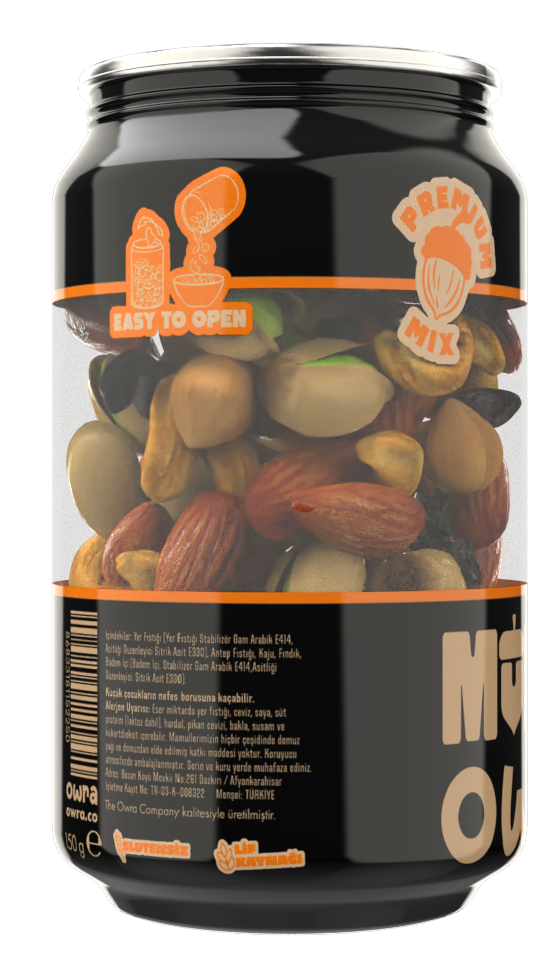 PREMIUM
MIX
EASY TO OPEN
İçindekiler: Yer Fıstığı (Yer Fıstığı Stabilizör Gam Arabik E414,
Asitliği Düzenleyici Sitrik Asit E330), Antep Fıstığı, Kaju, Fındık,
Badem İçi (Badem İçi, Stabilizör Gam Arabik E414,Asitliği
Düzenleyici: Sitrik Asit E330)
Küçük çocukların nefes borusuna kaçabilir.
Alerjen Uyarısı: Eser miktarda yer fıstığı, ceviz, soya, süt
proteini (laktoz dahil), hardal, pikan cevizi, bakla, susam ve
kükürtdioksit içerebilir. Mamullerimizin hiçbir çeşidinde domuz
yağı ve domuzdan elde edilmiş katkı maddesi yoktur. Koruyucu
atmosferde ambalajlanmıştır. Serin ve kuru yerde muhafaza ediniz.
Adres: Bozan Köyü Mevkii No:261 Dazkırı / Afyonkarahisar
İşletme Kayıt No: TR-03-K-008322 Menşei: TÜRKİYE
The Owra Company kalitesiyle üretilmiştir.
owra
owra.co
150 g e
GLUTENSİZ
LİF
KAYNAĞI
Mü